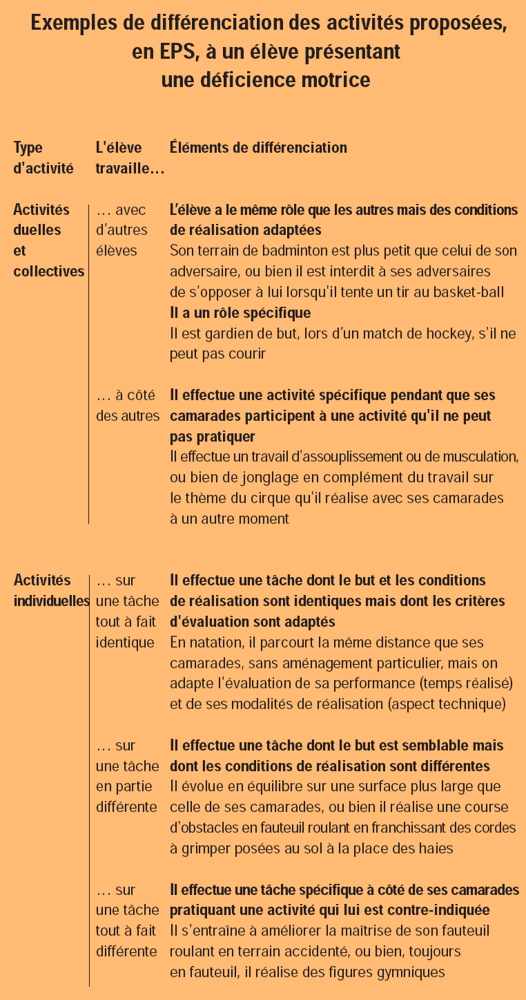 Exemples de différenciation des activités proposées,
en EPS, à un élève présentant
une déficience motrice
Type
d'activité
L'élève
travaille…
Éléments de différenciation
Activités
duelles
et
collectives
… avec
d’autres
élèves
L’élève a le même rôle que les autres mais des conditions
de réalisation adaptées
Son terrain de badminton est plus petit que celui de son
adversaire, ou bien il est interdit à ses adversaires
de s’opposer à lui lorsqu'il tente un tir au basket-ball
Il a un rôle spécifique
Il est gardien de but, lors d’un match de hockey, s'il ne
peut pas courir
… à côté
des autres
Il effectue une activité spécifique pendant que ses
camarades participent à une activité qu'il ne peut
pas pratiquer
Il effectue un travail d'assouplissement ou de musculation,
ou bien de jonglage en complément du travail sur
le thème du cirque qu'il réalise avec ses camarades
à un autre moment
Activités
individuelles
… sur
une tâche
tout à fait
identique
Il effectue une tâche dont le but et les conditions
de réalisation sont identiques mais dont les critères
d'évaluation sont adaptés
En natation, il parcourt la même distance que ses
camarades, sans aménagement particulier, mais on
adapte l'évaluation de sa performance (temps réalisé)
et de ses modalités de réalisation (aspect technique)
… sur
une tâche
en partie
différente
Il effectue une tâche dont le but est semblable mais
dont les conditions de réalisation sont différentes
Il évolue en équilibre sur une surface plus large que
celle de ses camarades, ou bien il réalise une course
d'obstacles en fauteuil roulant en franchissant des cordes
à grimper posées au sol à la place des haies
… sur
une tâche
tout à fait
différente
Il effectue une tâche spécifique à côté de ses camarades
pratiquant une activité qui lui est contre-indiquée
Il s'entraîne à améliorer la maîtrise de son fauteuil
roulant en terrain accidenté, ou bien, toujours
en fauteuil, il réalise des figures gymniques